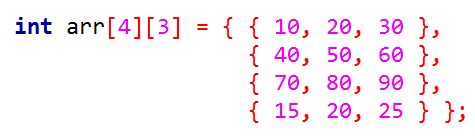 int arr[4][3] = { { 10, 20, 30 },
{ 40, 50, 60 },
{ 70, 80, 90 },
{ 15, 20, 25 } };